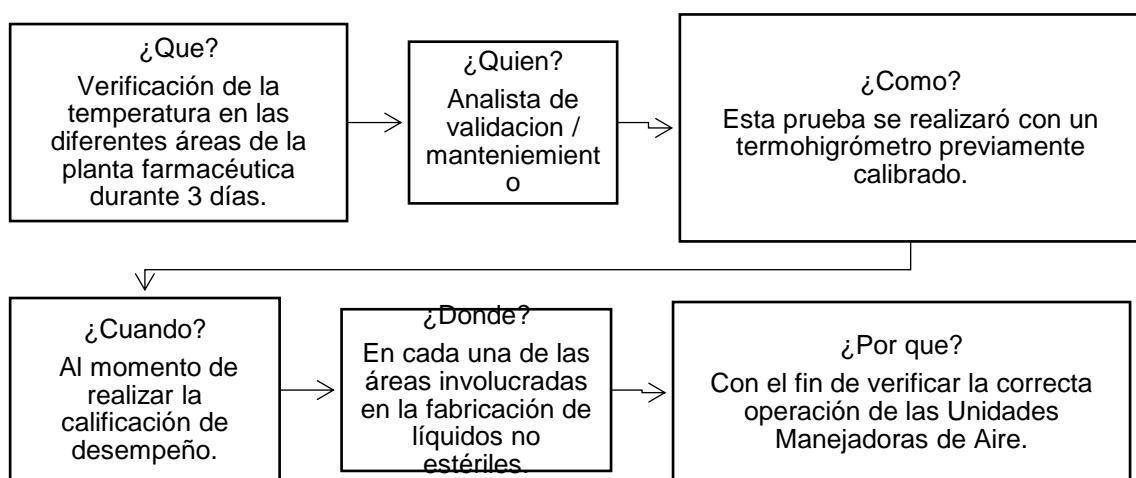 ¿Que?
Verificación de la
temperatura en las
diferentes áreas de la
planta farmacéutica
durante 3 días.
¿Quien?
Analista de
validacion /
manteniemient
o
¿Como?
Esta prueba se realizaró con un
termohigrómetro previamente
calibrado.
¿Cuando?
Al momento de
realizar la
calificación de
desempeño.
¿Donde?
En cada una de las
áreas involucradas
en la fabricación de
líquidos no
estériles.
¿Por que?
Con el fin de verificar la correcta
operación de las Unidades
Manejadoras de Aire.